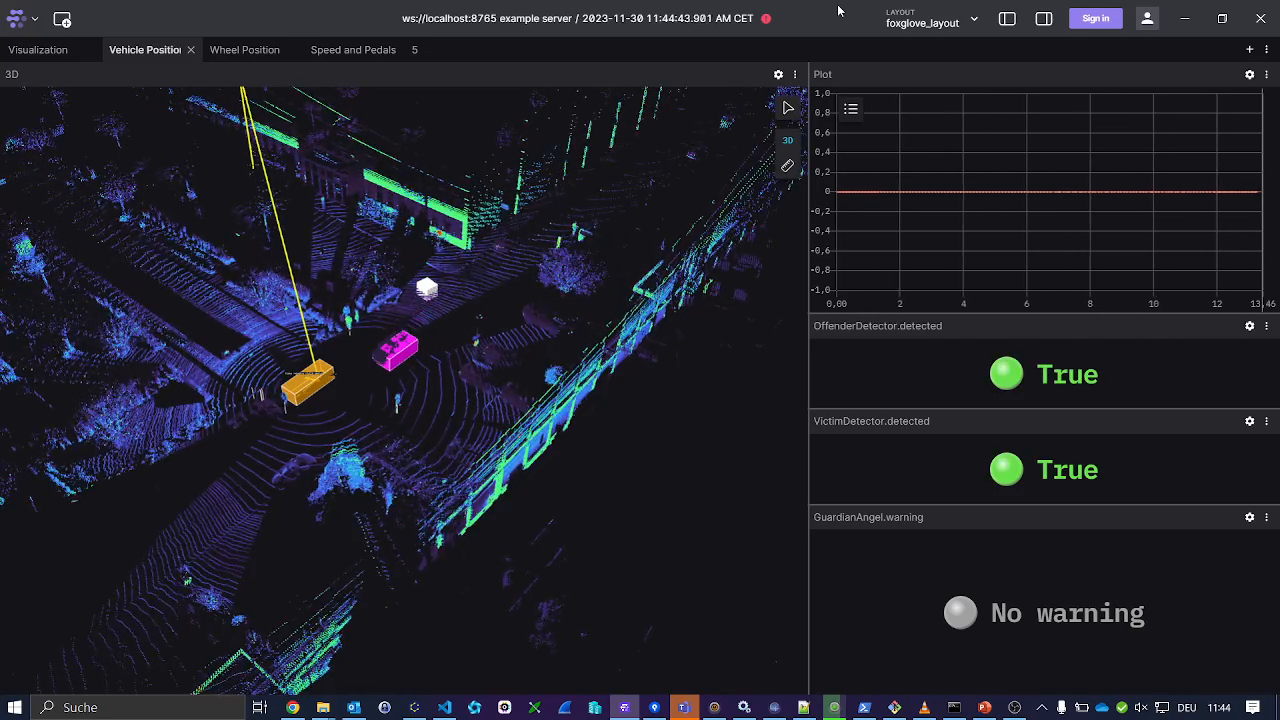 ws://localhost:8765 example server / 2023-11-30 11:44:43.901 AM CET
LAYOUT
foxglove_layout
Sign in
Visualization
Vehicle Position
Wheel Position
Speed and Pedals
5
3D
3D
Plot
1,0
0,8
0,6
0,4
0,2
0
-0,2
-0,4
-0,6
-0,8
-1,0
0,00
2
4
6
8
10
12
13,46
OffenderDetector.detected
True
VictimDetector.detected
True
GuardianAngel.warning
No warning
Suche
DEU
11:44